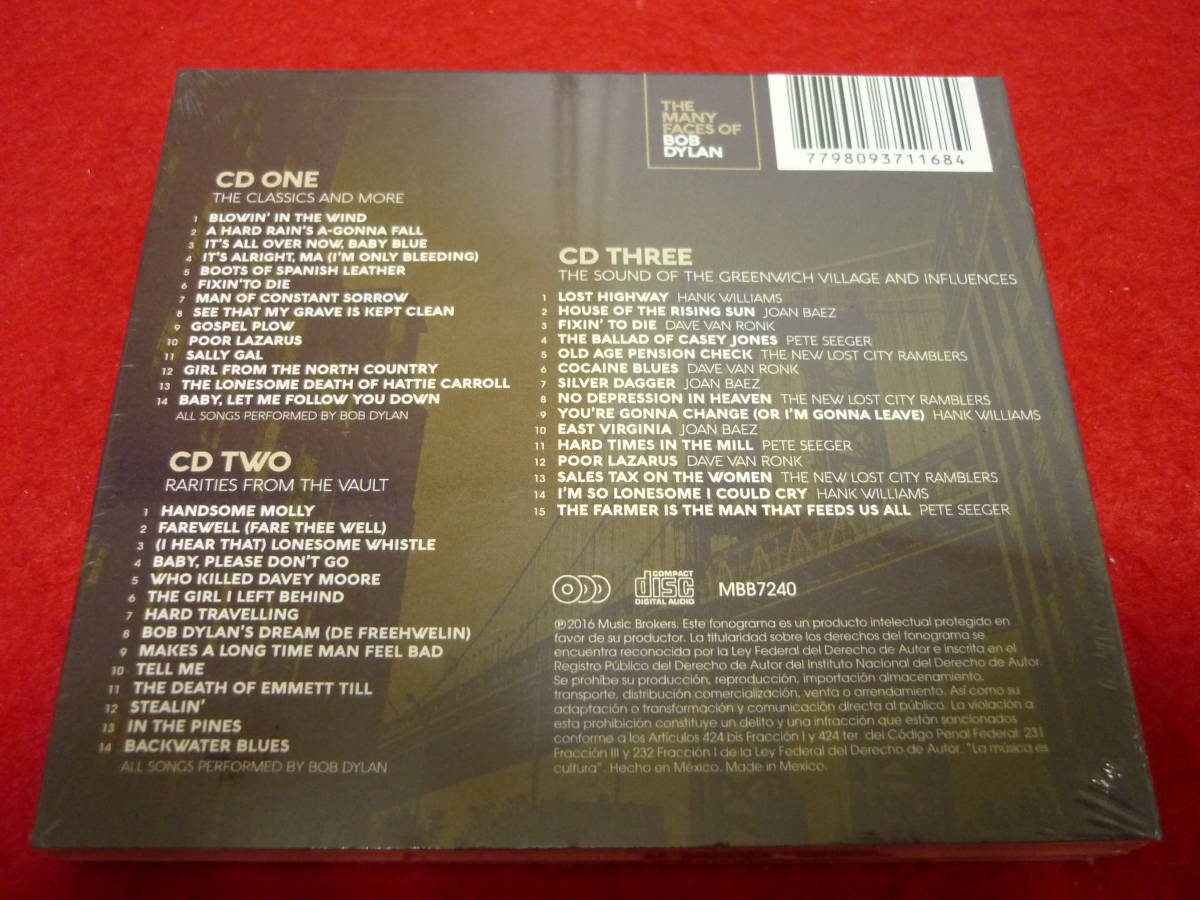 THE
MANY
FACES OF
BOB
DYLAN
7798093711684
CD ONE
THE CLASSICS AND MORE
1 BLOWIN' IN THE WIND
2 A HARD RAIN'S A-GONNA FALL
3 IT'S ALL OVER NOW, BABY BLUE
4 IT'S ALRIGHT, MA (I'M ONLY BLEEDING)
5 BOOTS OF SPANISH LEATHER
6 FIXIN'TO DIE
7 MAN OF CONSTANT SORROW
8 SEE THAT MY GRAVE IS KEPT CLEAN
9 GOSPEL PLOW
10 POOR LAZARUS
11 SALLY GAL
12 GIRL FROM THE NORTH COUNTRY
13 THE LONESOME DEATH OF HATTIE CARROLL
14 BABY, LET ME FOLLOW YOU DOWN
ALL SONGS PERFORMED BY BOB DYLAN
CD TWO
RARITIES FROM THE VAULT
1 HANDSOME MOLLY
2 FAREWELL (FARE THEE WELL)
3 (I HEAR THAT) LONESOME WHISTLE
4 BABY, PLEASE DON'T GO
5 WHO KILLED DAVEY MOORE
6 THE GIRL I LEFT BEHIND
7 HARD TRAVELLING
8 BOB DYLAN'S DREAM (DE FREEHWELIN)
9 MAKES A LONG TIME MAN FEEL BAD
10 TELL ME
11 THE DEATH OF EMMETT TILL
12 STEALIN'
13 IN THE PINES
14 BACKWATER BLUES
ALL SONGS PERFORMED BY BOB DYLAN
CD THREE
THE SOUND OF THE GREENWICH VILLAGE AND INFLUENCES
1 LOST HIGHWAY HANK WILLIAMS
2 HOUSE OF THE RISING SUN JOAN BAEZ
3 FIXIN' TO DIE DAVE VAN RONK
4 THE BALLAD OF CASEY JONES PETE SEEGER
5 OLD AGE PENSION CHECK THE NEW LOST CITY RAMBLERS
6 COCAINE BLUES DAVE VAN RONK
7 SILVER DAGGER JOAN BAEZ
8 NO DEPRESSION IN HEAVEN THE NEW LOST CITY RAMBLERS
9 YOU'RE GONNA CHANGE (OR I'M GONNA LEAVE) HANK WILLIAMS
10 EAST VIRGINIA JOAN BAEZ
11 HARD TIMES IN THE MILL PETE SEEGER
12 POOR LAZARUS DAVE VAN RONK
13 SALES TAX ON THE WOMEN THE NEW LOST CITY RAMBLERS
14 I'M SO LONESOME I COULD CRY HANK WILLIAMS
15 THE FARMER IS THE MAN THAT FEEDS US ALL PETE SEEGER
COMPACT
disc
DIGITAL AUDIO
MBB7240
℗2016 Music Brokers. Este fonograma es un producto intelectual protegido en
favor de su productor. La titularidad sobre los derechos del fonograma se
encuentra reconocida por la Ley Federal del Derecho de Autor e inscrita en el
Registro Público del Derecho de Autor del Instituto Nacional del Derecho de Autor.
Se prohíbe su producción, reproducción, importación almacenamiento,
transporte, distribución comercialización, venta o arrendamiento. Así como su
adaptación o transformación y comunicación directa al público. La violación a
esta prohibición constituye un delito y una infracción que están sancionados
conforme a los Artículos 424 bis Fracción I y 424 ter. del Código Penal Federal: 231
Fracción III y 232 Fracción I de la Ley Federal del Derecho de Autor. "La música es
cultura". Hecho en México. Made in Mexico.